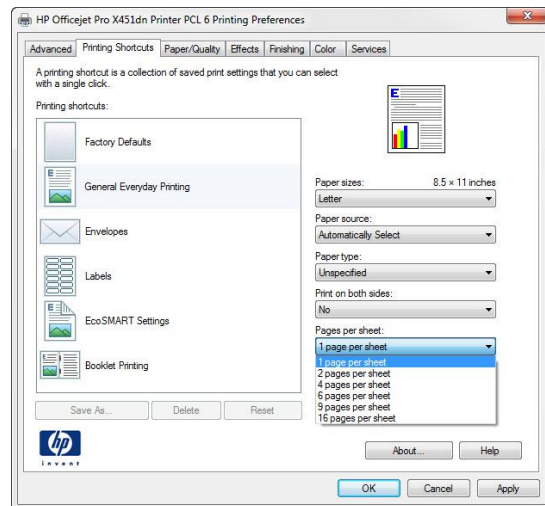 HP Officejet Pro X451dn Printer PCL 6 Printing Preferences
Advanced Printing Shortcuts Paper/Quality Effects Finishing Color Services
A printing shortcut is a collection of saved print settings that you can select
with a single click.
Printing shortcuts:
Factory Defaults
General Everyday Printing
Envelopes
Labels
EcoSMART Settings
Booklet Printing
Save As... Delete Reset
E
Paper sizes: 8.5 × 11 inches
Letter
Paper source:
Automatically Select
Paper type:
Unspecified
Print on both sides:
No
Pages per sheet:
1 page per sheet
1 page per sheet
2 pages per sheet
4 pages per sheet
6 pages per sheet
9 pages per sheet
16 pages per sheet
hp
invent
About... Help
OK Cancel Apply